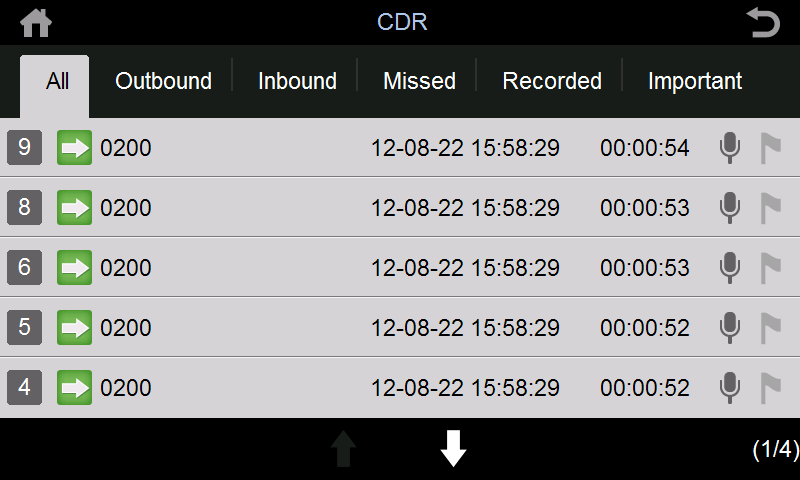 CDR
All Outbound Inbound Missed Recorded Important
9 0200 12-08-22 15:58:29 00:00:54
8 0200 12-08-22 15:58:29 00:00:53
6 0200 12-08-22 15:58:29 00:00:53
5 0200 12-08-22 15:58:29 00:00:52
4 0200 12-08-22 15:58:29 00:00:52
(1/4)